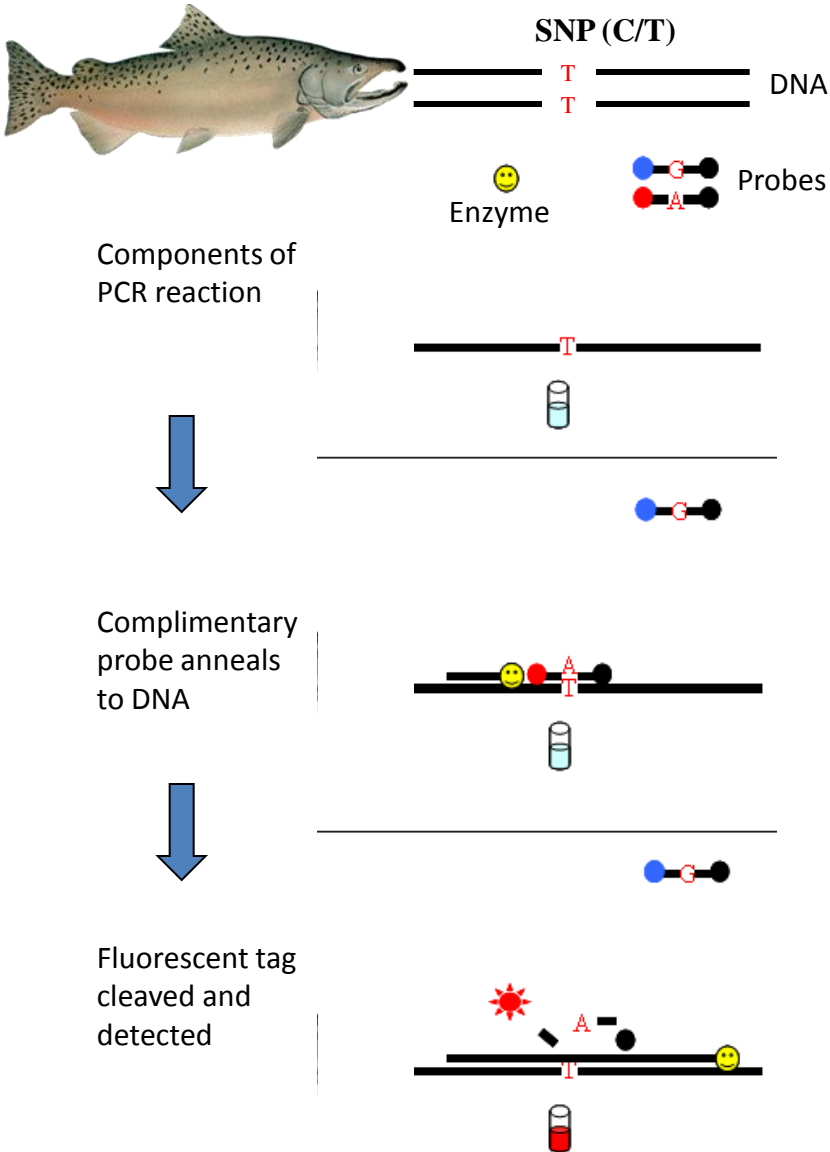 SNP (C/T)
T
DNA
T
G
Probes
A
Enzyme
Components of
PCR reaction
T
G
Complimentary
probe anneals
to DNA
A
T
G
Fluorescent tag
cleaved and
detected
A
T